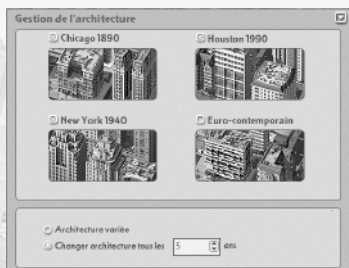 Gestion de l'architecture
Chicago 1890
Houston 1990
New York 1940
Euro-contemporain
Architecture variée
Changer architecture tous les 5 ans